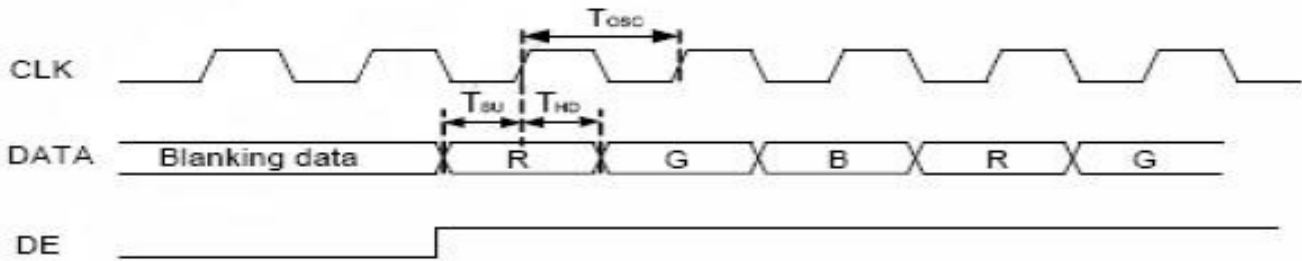 Tosc
CLK
TSU THD
DATA Blanking data R G B R G
DE